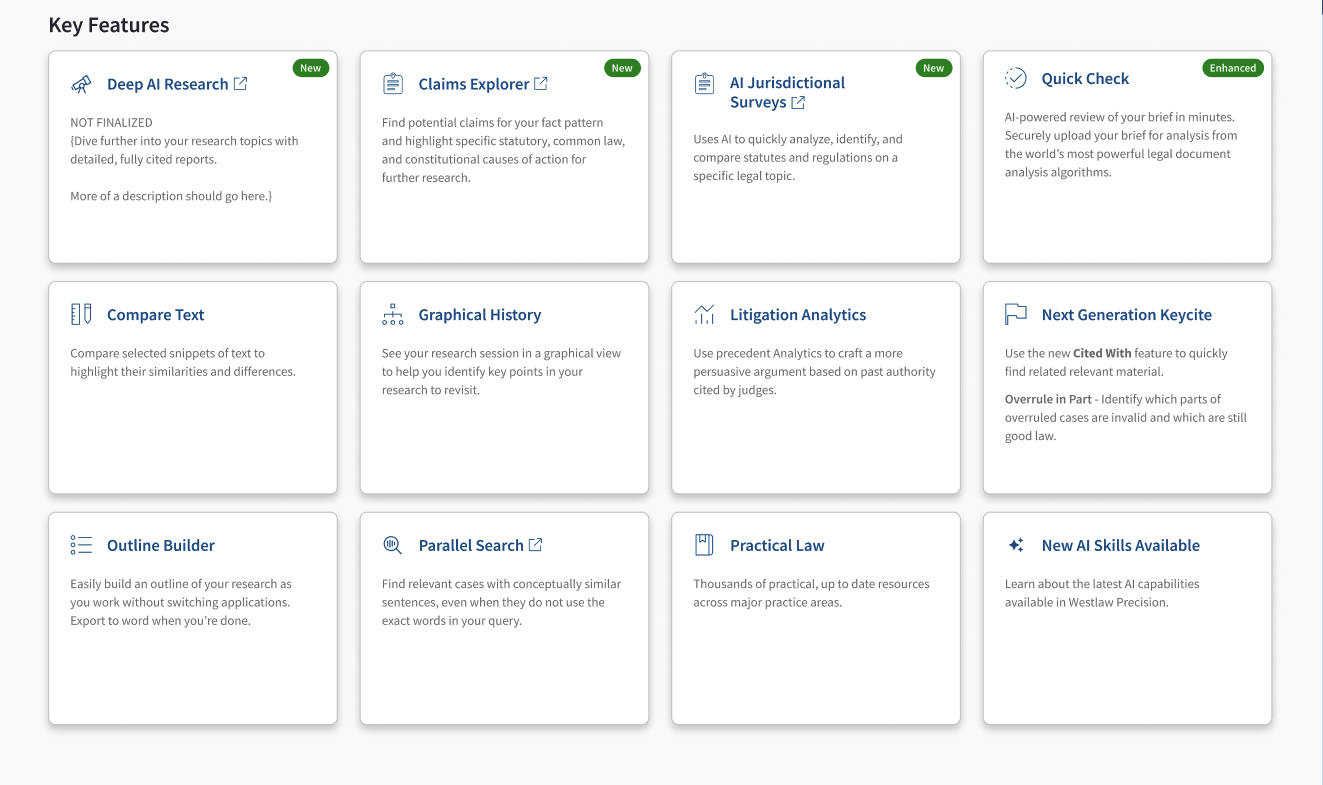 Key Features
New
Deep AI Research
NOT FINALIZED
{Dive further into your research topics with
detailed, fully cited reports.
More of a description should go here.}
New
Claims Explorer
Find potential claims for your fact pattern
and highlight specific statutory, common law,
and constitutional causes of action for
further research.
New
AI Jurisdictional
Surveys
Uses AI to quickly analyze, identify, and
compare statutes and regulations on a
specific legal topic.
Enhanced
Quick Check
AI-powered review of your brief in minutes.
Securely upload your brief for analysis from
the world’s most powerful legal document
analysis algorithms.
Compare Text
Compare selected snippets of text to
highlight their similarities and differences.
Graphical History
See your research session in a graphical view
to help you identify key points in your
research to revisit.
Litigation Analytics
Use precedent Analytics to craft a more
persuasive argument based on past authority
cited by judges.
Next Generation Keycite
Use the new Cited With feature to quickly
find related relevant material.
Overrule in Part - Identify which parts of
overruled cases are invalid and which are still
good law.
Outline Builder
Easily build an outline of your research as
you work without switching applications.
Export to word when you’re done.
Parallel Search
Find relevant cases with conceptually similar
sentences, even when they do not use the
exact words in your query.
Practical Law
Thousands of practical, up to date resources
across major practice areas.
New AI Skills Available
Learn about the latest AI capabilities
available in Westlaw Precision.